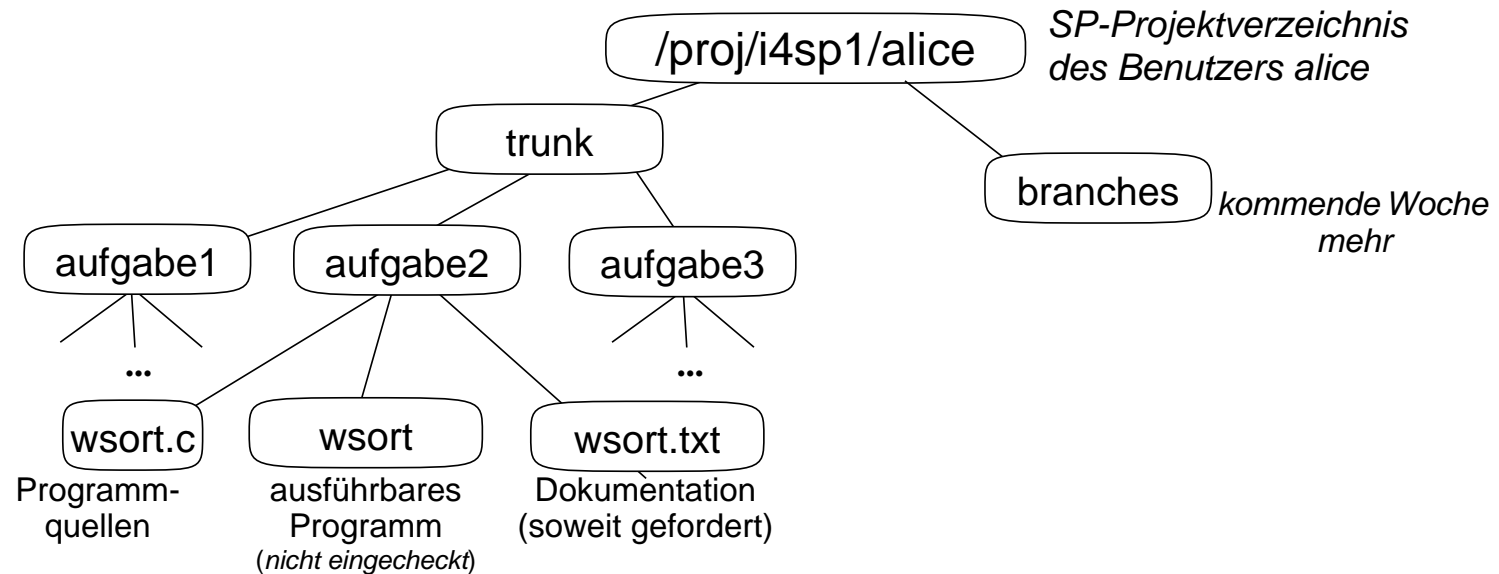 /proj/i4sp1/alice
SP-Projektverzeichnis
des Benutzers alice
trunk
branches
kommende Woche
mehr
aufgabe1
aufgabe2
aufgabe3
...
...
wsort.c
wsort
wsort.txt
Programm-
quellen
ausführbares
Programm
(nicht eingecheckt)
Dokumentation
(soweit gefordert)